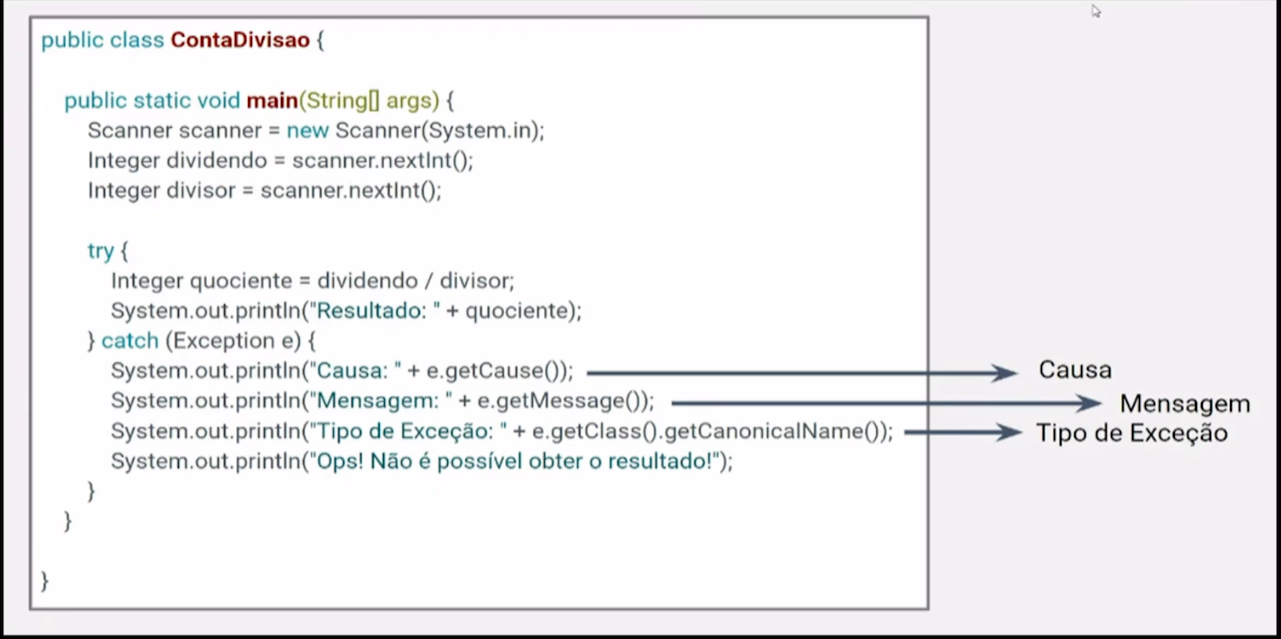 public class ContaDivisao {
public static void main(String[] args) {
Scanner scanner = new Scanner(System.in);
Integer dividendo = scanner.nextInt();
Integer divisor = scanner.nextInt();
try {
Integer quociente = dividendo / divisor;
System.out.println("Resultado: " + quociente);
} catch (Exception e) {
System.out.println("Causa: " + e.getCause());
Causa
System.out.println("Mensagem: " + e.getMessage());
Mensagem
System.out.println("Tipo de Exceção: " + e.getClass().getCanonicalName());
Tipo de Exceção
System.out.println("Ops! Não é possível obter o resultado!");
}
}
}